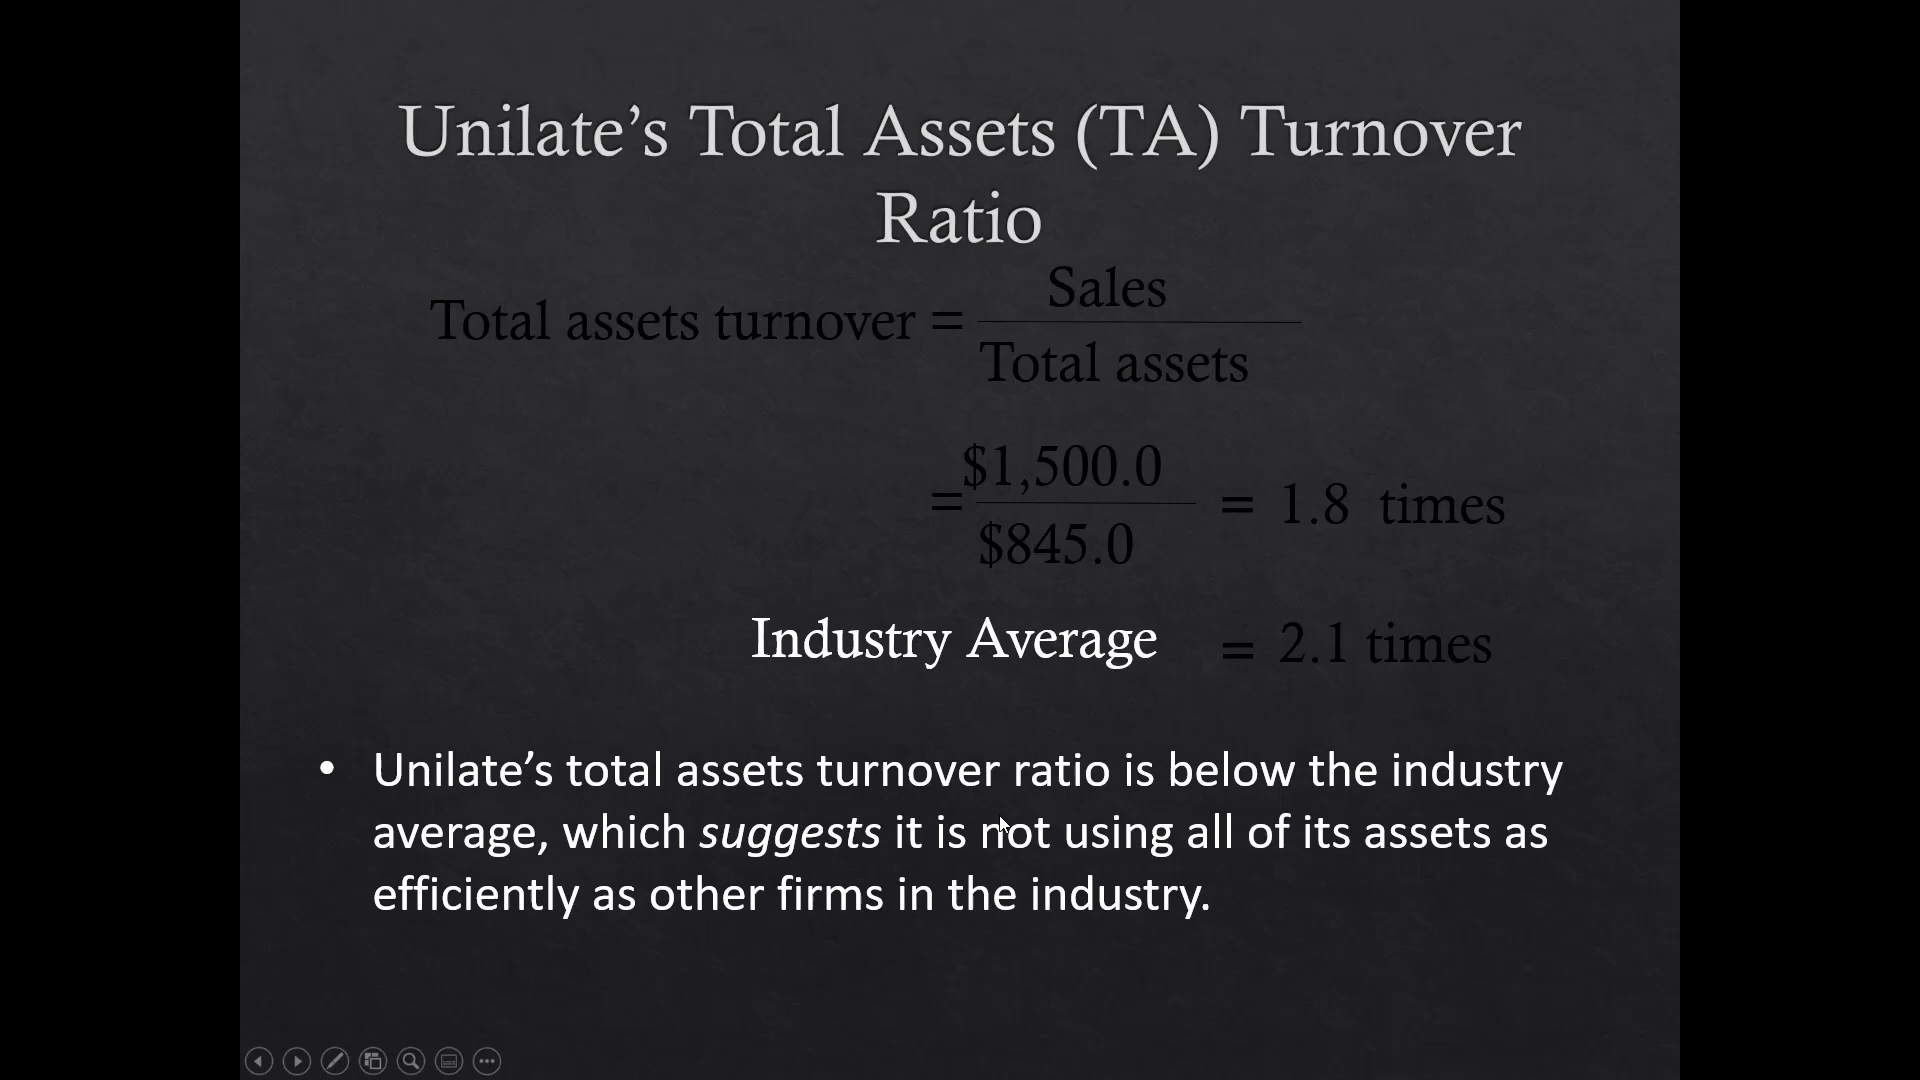 Unilate’s Total Assets (TA) Turnover
Ratio
Sales
Total assets turnover =
Total assets
$1,500.0
= = 1.8 times
$845.0
Industry Average = 2.1 times
• Unilate’s total assets turnover ratio is below the industry
average, which suggests it is not using all of its assets as
efficiently as other firms in the industry.